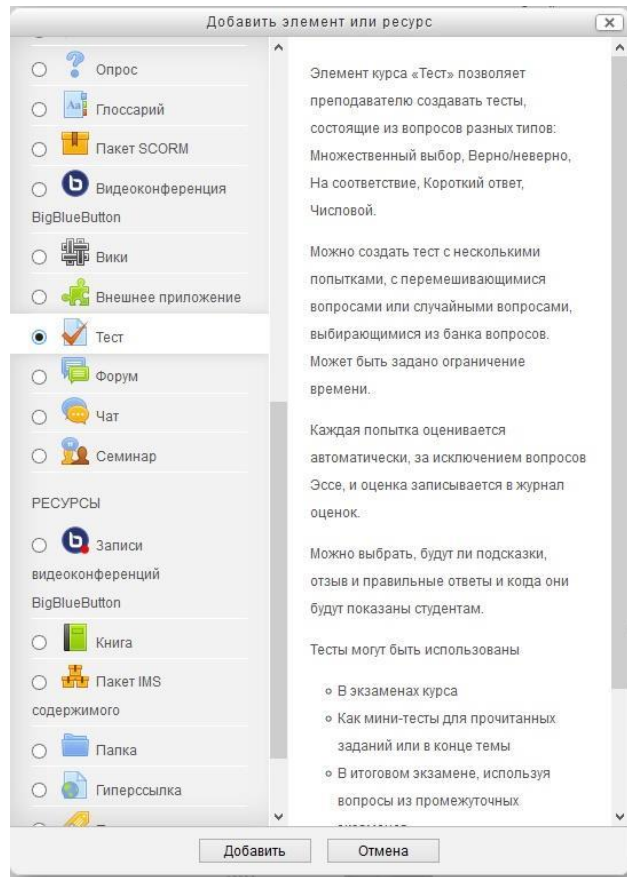 Добавить элемент или ресурс
Опрос
Глоссарий
Пакет SCORM
Видеоконференция
BigBlueButton
Вики
Внешнее приложение
Тест
Форум
Чат
Семинар
РЕСУРСЫ
Записи
видеоконференций
BigBlueButton
Книга
Пакет IMS
содержимого
Папка
Гиперссылка
Элемент курса «Тест» позволяет
преподавателю создавать тесты,
состоящие из вопросов разных типов:
Множественный выбор, Верно/неверно,
На соответствие, Короткий ответ,
Числовой.
Можно создать тест с несколькими
попытками, с перемешивающимися
вопросами или случайными вопросами,
выбирающимися из банка вопросов.
Может быть задано ограничение
времени.
Каждая попытка оценивается
автоматически, за исключением вопросов
Эссе, и оценка записывается в журнал
оценок.
Можно выбрать, будут ли подсказки,
отзыв и правильные ответы и когда они
будут показаны студентам.
Тесты могут быть использованы
В экзаменах курса
Как мини-тесты для прочитанных
заданий или в конце темы
В итоговом экзамене, используя
вопросы из промежуточных
Добавить
Отмена